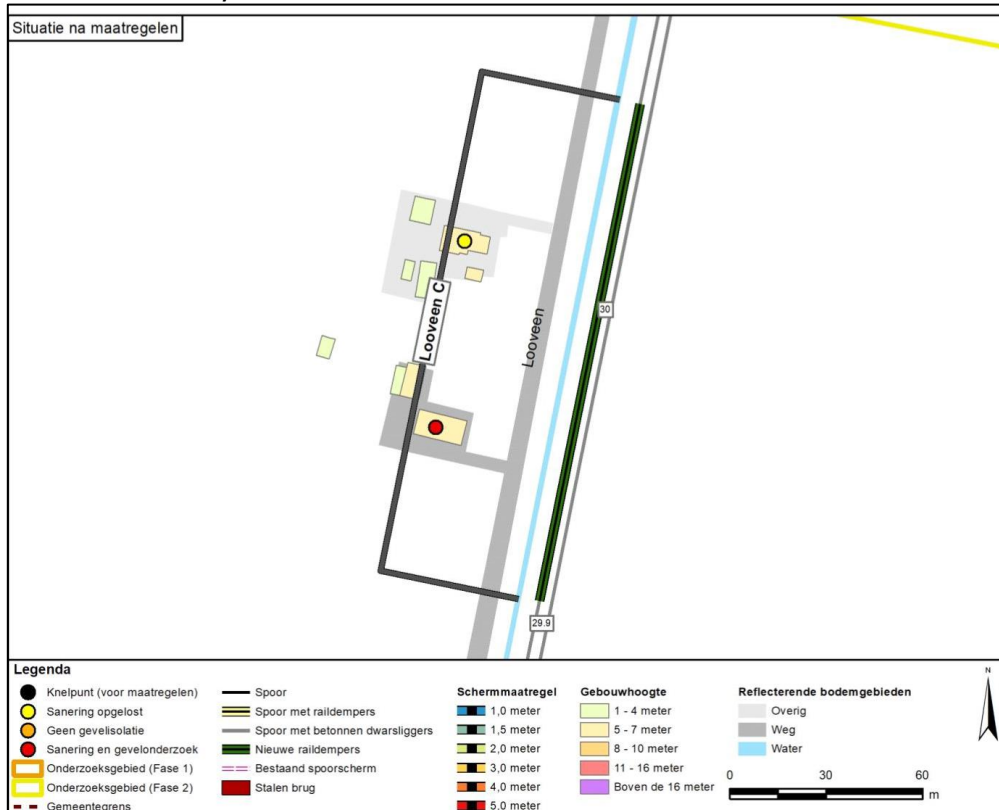 Situatie na maatregelen
Looveen C
Looveen
30
29.9
Legenda
Knelpunt (voor maatregelen)
Sanering opgelost
Geen gevelisolatie
Sanering en gevelonderzoek
Onderzoeksgebied (Fase 1)
Onderzoeksgebied (Fase 2)
Gemeentegrens
Spoor
Spoor met raildempers
Spoor met betonnen dwarsliggers
Nieuwe raildempers
Bestaand spoorscherm
Stalen brug
Schermmaatregel
1,0 meter
1,5 meter
2,0 meter
3,0 meter
4,0 meter
5,0 meter
Gebouwhoogte
1 - 4 meter
5 - 7 meter
8 - 10 meter
11 - 16 meter
Boven de 16 meter
Reflecterende bodemgebieden
Overig
Weg
Water
N
0 30 60
m